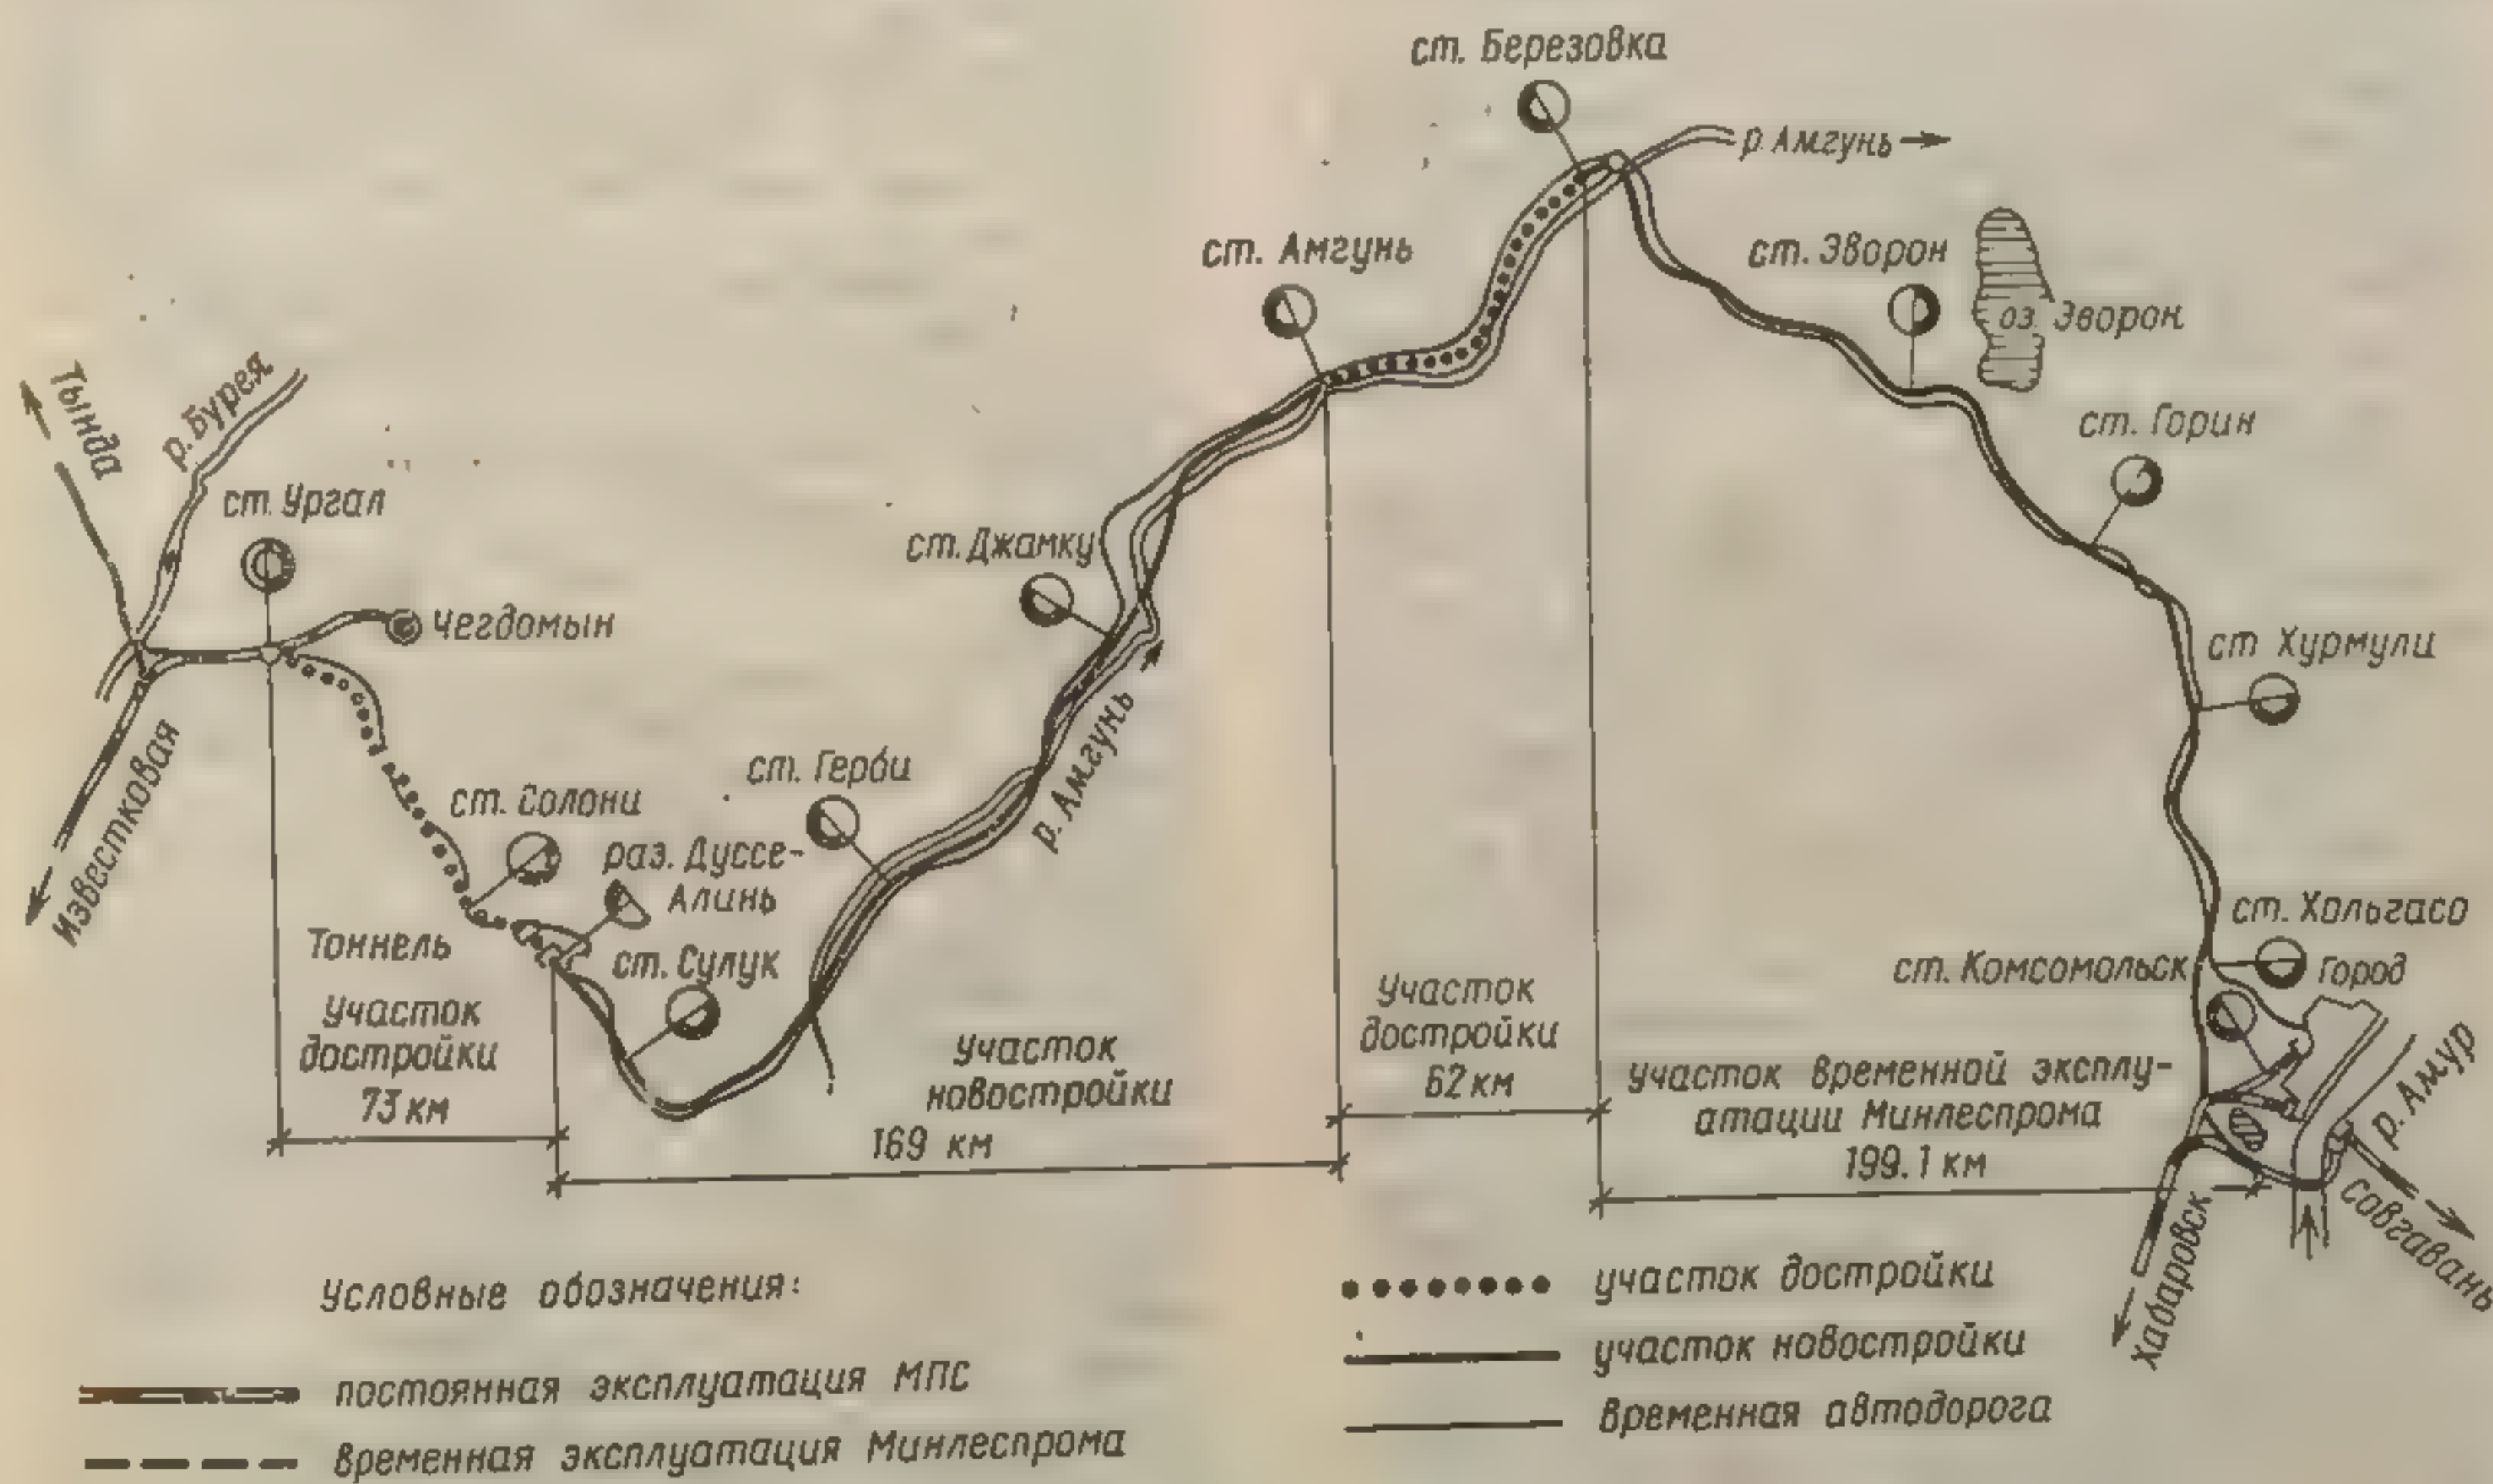 ст. Березовка
р. Амгунь
ст. Амгунь
ст. Эворон
оз. Эворон
Тында
р. Бурея
ст. Горин
ст. Ургал
ст. Джамку
Чегдомын
ст. Хурмули
р. Амгунь
Известковая
ст. Герби
ст. Солони
раз. Дуссе-
Алинь
ст. Хольгасо
Тоннель
ст. Сулук
ст. Комсомольск
Город
Участок
достройки
73 км
Участок
новостройки
169 км
Участок
достройки
62 км
Участок временной эксплу-
атации Минлеспрома
199.1 км
р. Амур
Совгавань
Хабаровск
Условные обозначения:
постоянная эксплуатация МПС
временная эксплуатация Минлеспрома
участок достройки
участок новостройки
временная автодорога